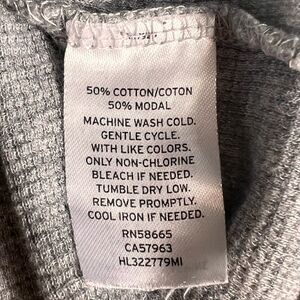 50% COTTON/COTON
50% MODAL
MACHINE WASH COLD.
GENTLE CYCLE.
WITH LIKE COLORS.
ONLY NON-CHLORINE
BLEACH IF NEEDED.
TUMBLE DRY LOW.
REMOVE PROMPTLY.
COOL IRON IF NEEDED.
RN58665
CA57963
HL322779MI